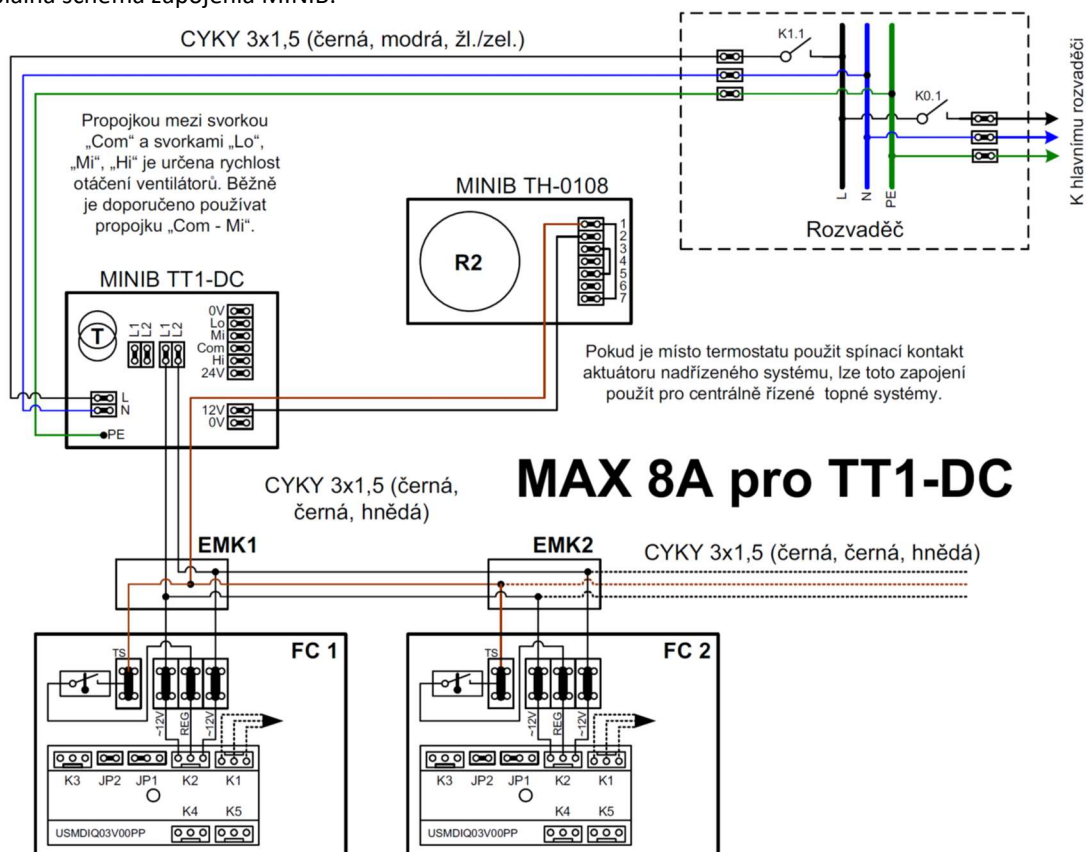 CYKY 3x1,5 (černá, modrá, žl./zel.)
K1.1
K0.1
K hlavnímu rozvaděči
L
N
PE
Rozvaděč
Propojkou mezi svorkou
„Com“ a svorkami „Lo“,
„Mi“, „Hi“ je určena rychlost
otáčení ventilátorů. Běžně
je doporučeno používat
propojku „Com - Mi“.
MINIB TH-0108
R2
1
2
3
4
5
6
7
MINIB TT1-DC
T
L1
L2
L1
L2
0V
Lo
Mi
Com
Hi
24V
L
N
PE
12V
0V
Pokud je místo termostatu použit spínací kontakt
aktuátoru nadřízeného systému, lze toto zapojení
použít pro centrálně řízené topné systémy.
MAX 8A pro TT1-DC
CYKY 3x1,5 (černá,
černá, hnědá)
EMK1
EMK2
CYKY 3x1,5 (černá, černá, hnědá)
FC 1
TS
~12V
REG
~12V
K3
JP2
JP1
K2
K1
K4
K5
USMDIQ03V00PP
FC 2
TS
~12V
REG
~12V
K3
JP2
JP1
K2
K1
K4
K5
USMDIQ03V00PP